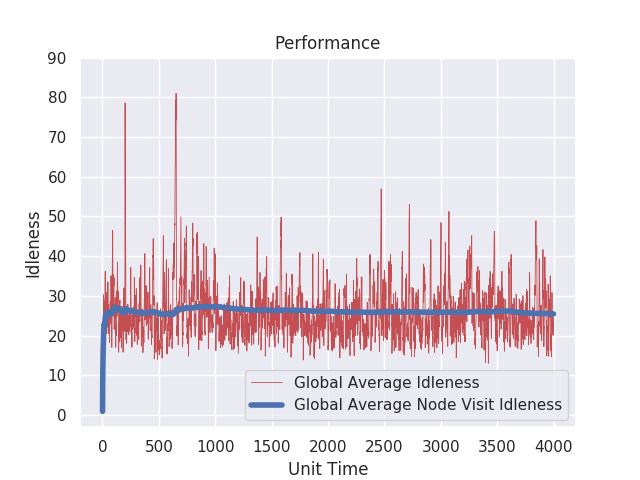 Performance
90
80
70
60
50
40
30
20
10
0
Idleness
Global Average Idleness
Global Average Node Visit Idleness
0 500 1000 1500 2000 2500 3000 3500 4000
Unit Time